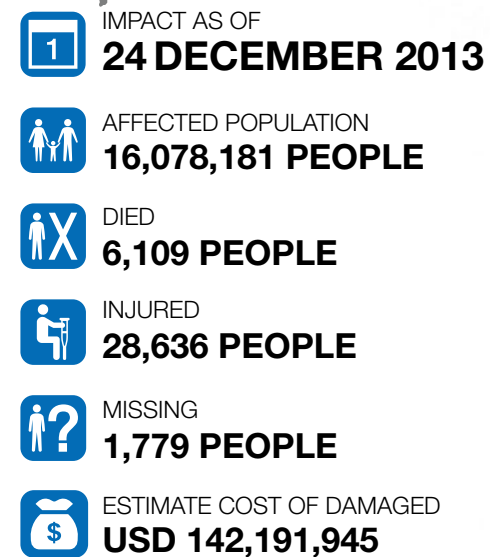 IMPACT AS OF
1
24 DECEMBER 2013
AFFECTED POPULATION
16,078,181 PEOPLE
DIED
X
6,109 PEOPLE
INJURED
28,636 PEOPLE
MISSING
?
1,779 PEOPLE
ESTIMATE COST OF DAMAGED
$
USD 142,191,945